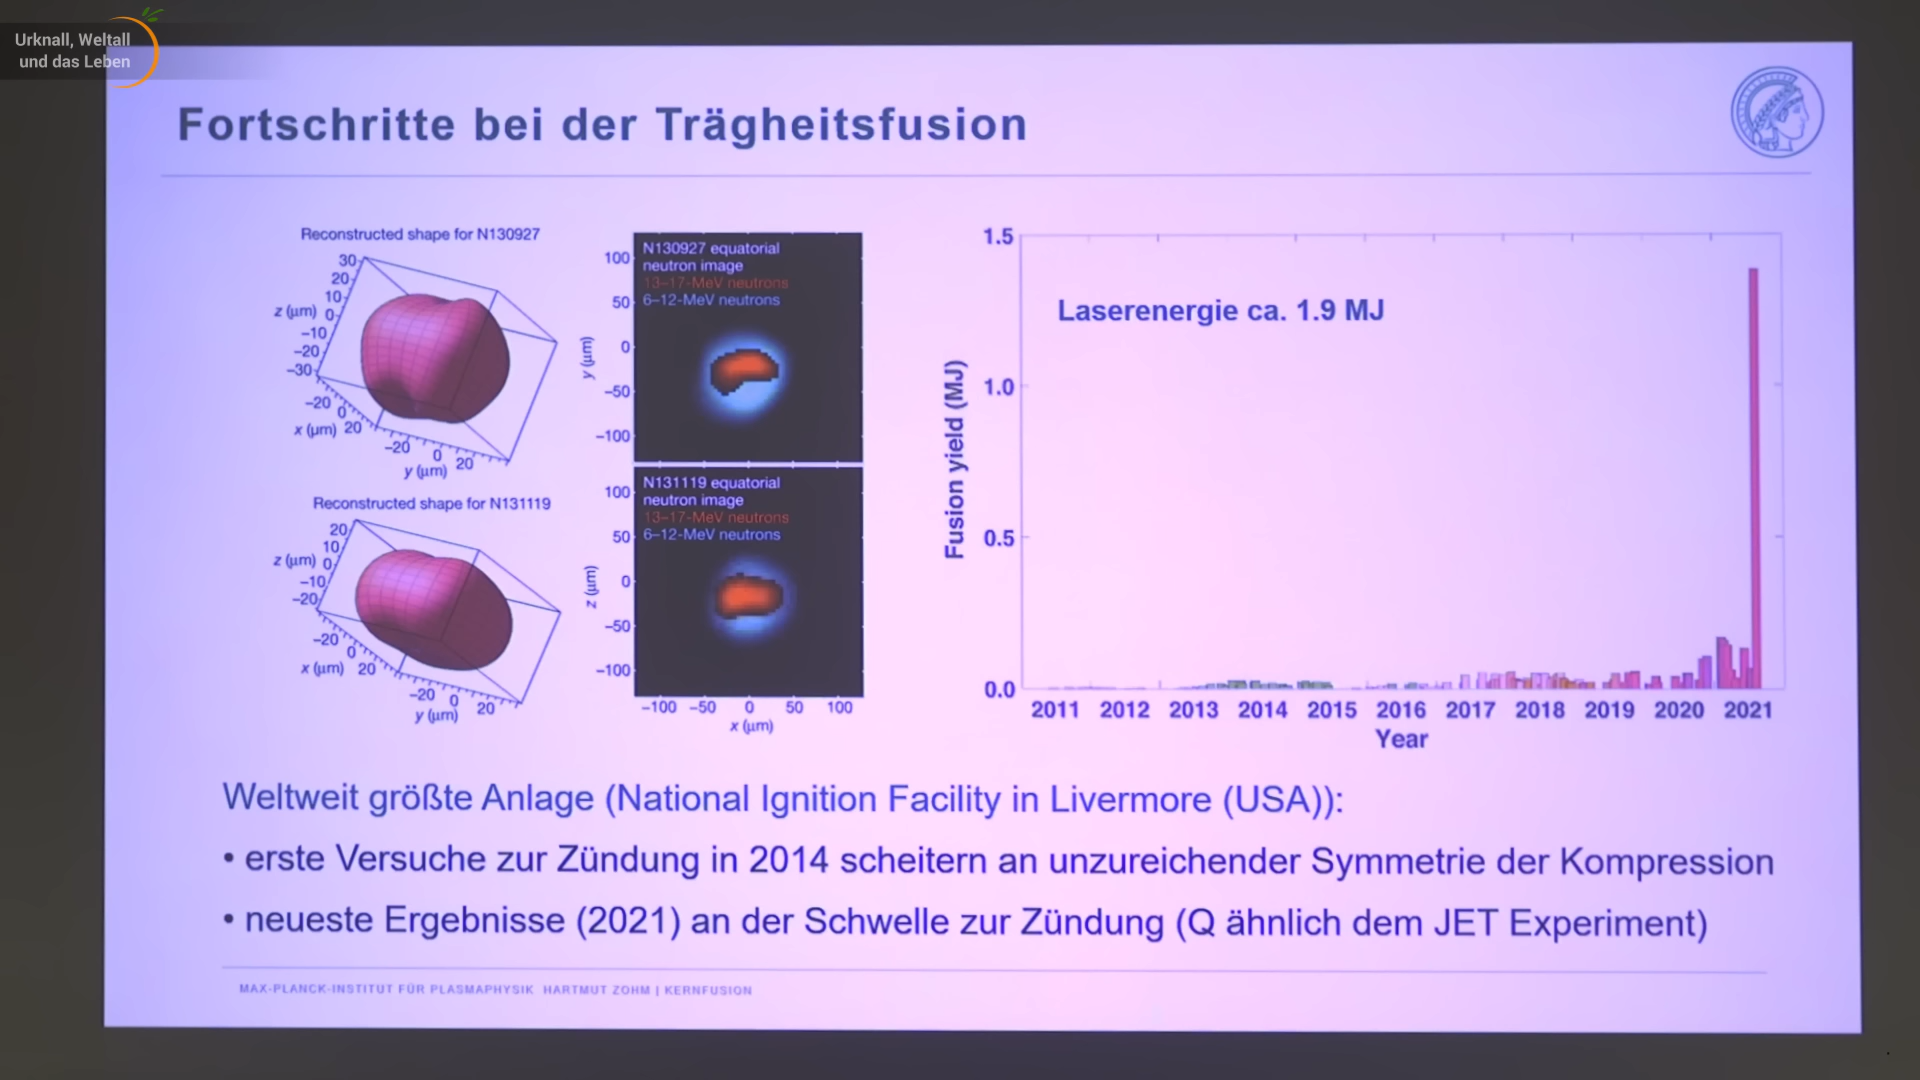 Urknall, Weltall
und das Leben
Fortschritte bei der Trägheitsfusion
Reconstructed shape for N130927
30
20
10
z (µm) 0
−10
−20
−30
−20
0
x (µm) 20
−20
0
20
y (µm)
N130927 equatorial
neutron image
13–17-MeV neutrons
6–12-MeV neutrons
100
50
0
−50
−100
y (µm)
Reconstructed shape for N131119
20
10
z (µm) 0
−10
−20
−20
0
x (µm) 20
−20
0
20
y (µm)
N131119 equatorial
neutron image
13–17-MeV neutrons
6–12-MeV neutrons
100
50
0
−50
−100
z (µm)
−100 −50 0 50 100
x (µm)
Laserenergie ca. 1.9 MJ
1.5
1.0
0.5
0.0
Fusion yield (MJ)
2011 2012 2013 2014 2015 2016 2017 2018 2019 2020 2021
Year
Weltweit größte Anlage (National Ignition Facility in Livermore (USA)):
• erste Versuche zur Zündung in 2014 scheitern an unzureichender Symmetrie der Kompression
• neueste Ergebnisse (2021) an der Schwelle zur Zündung (Q ähnlich dem JET Experiment)
MAX-PLANCK-INSTITUT FÜR PLASMAPHYSIK HARTMUT ZOHM | KERNFUSION